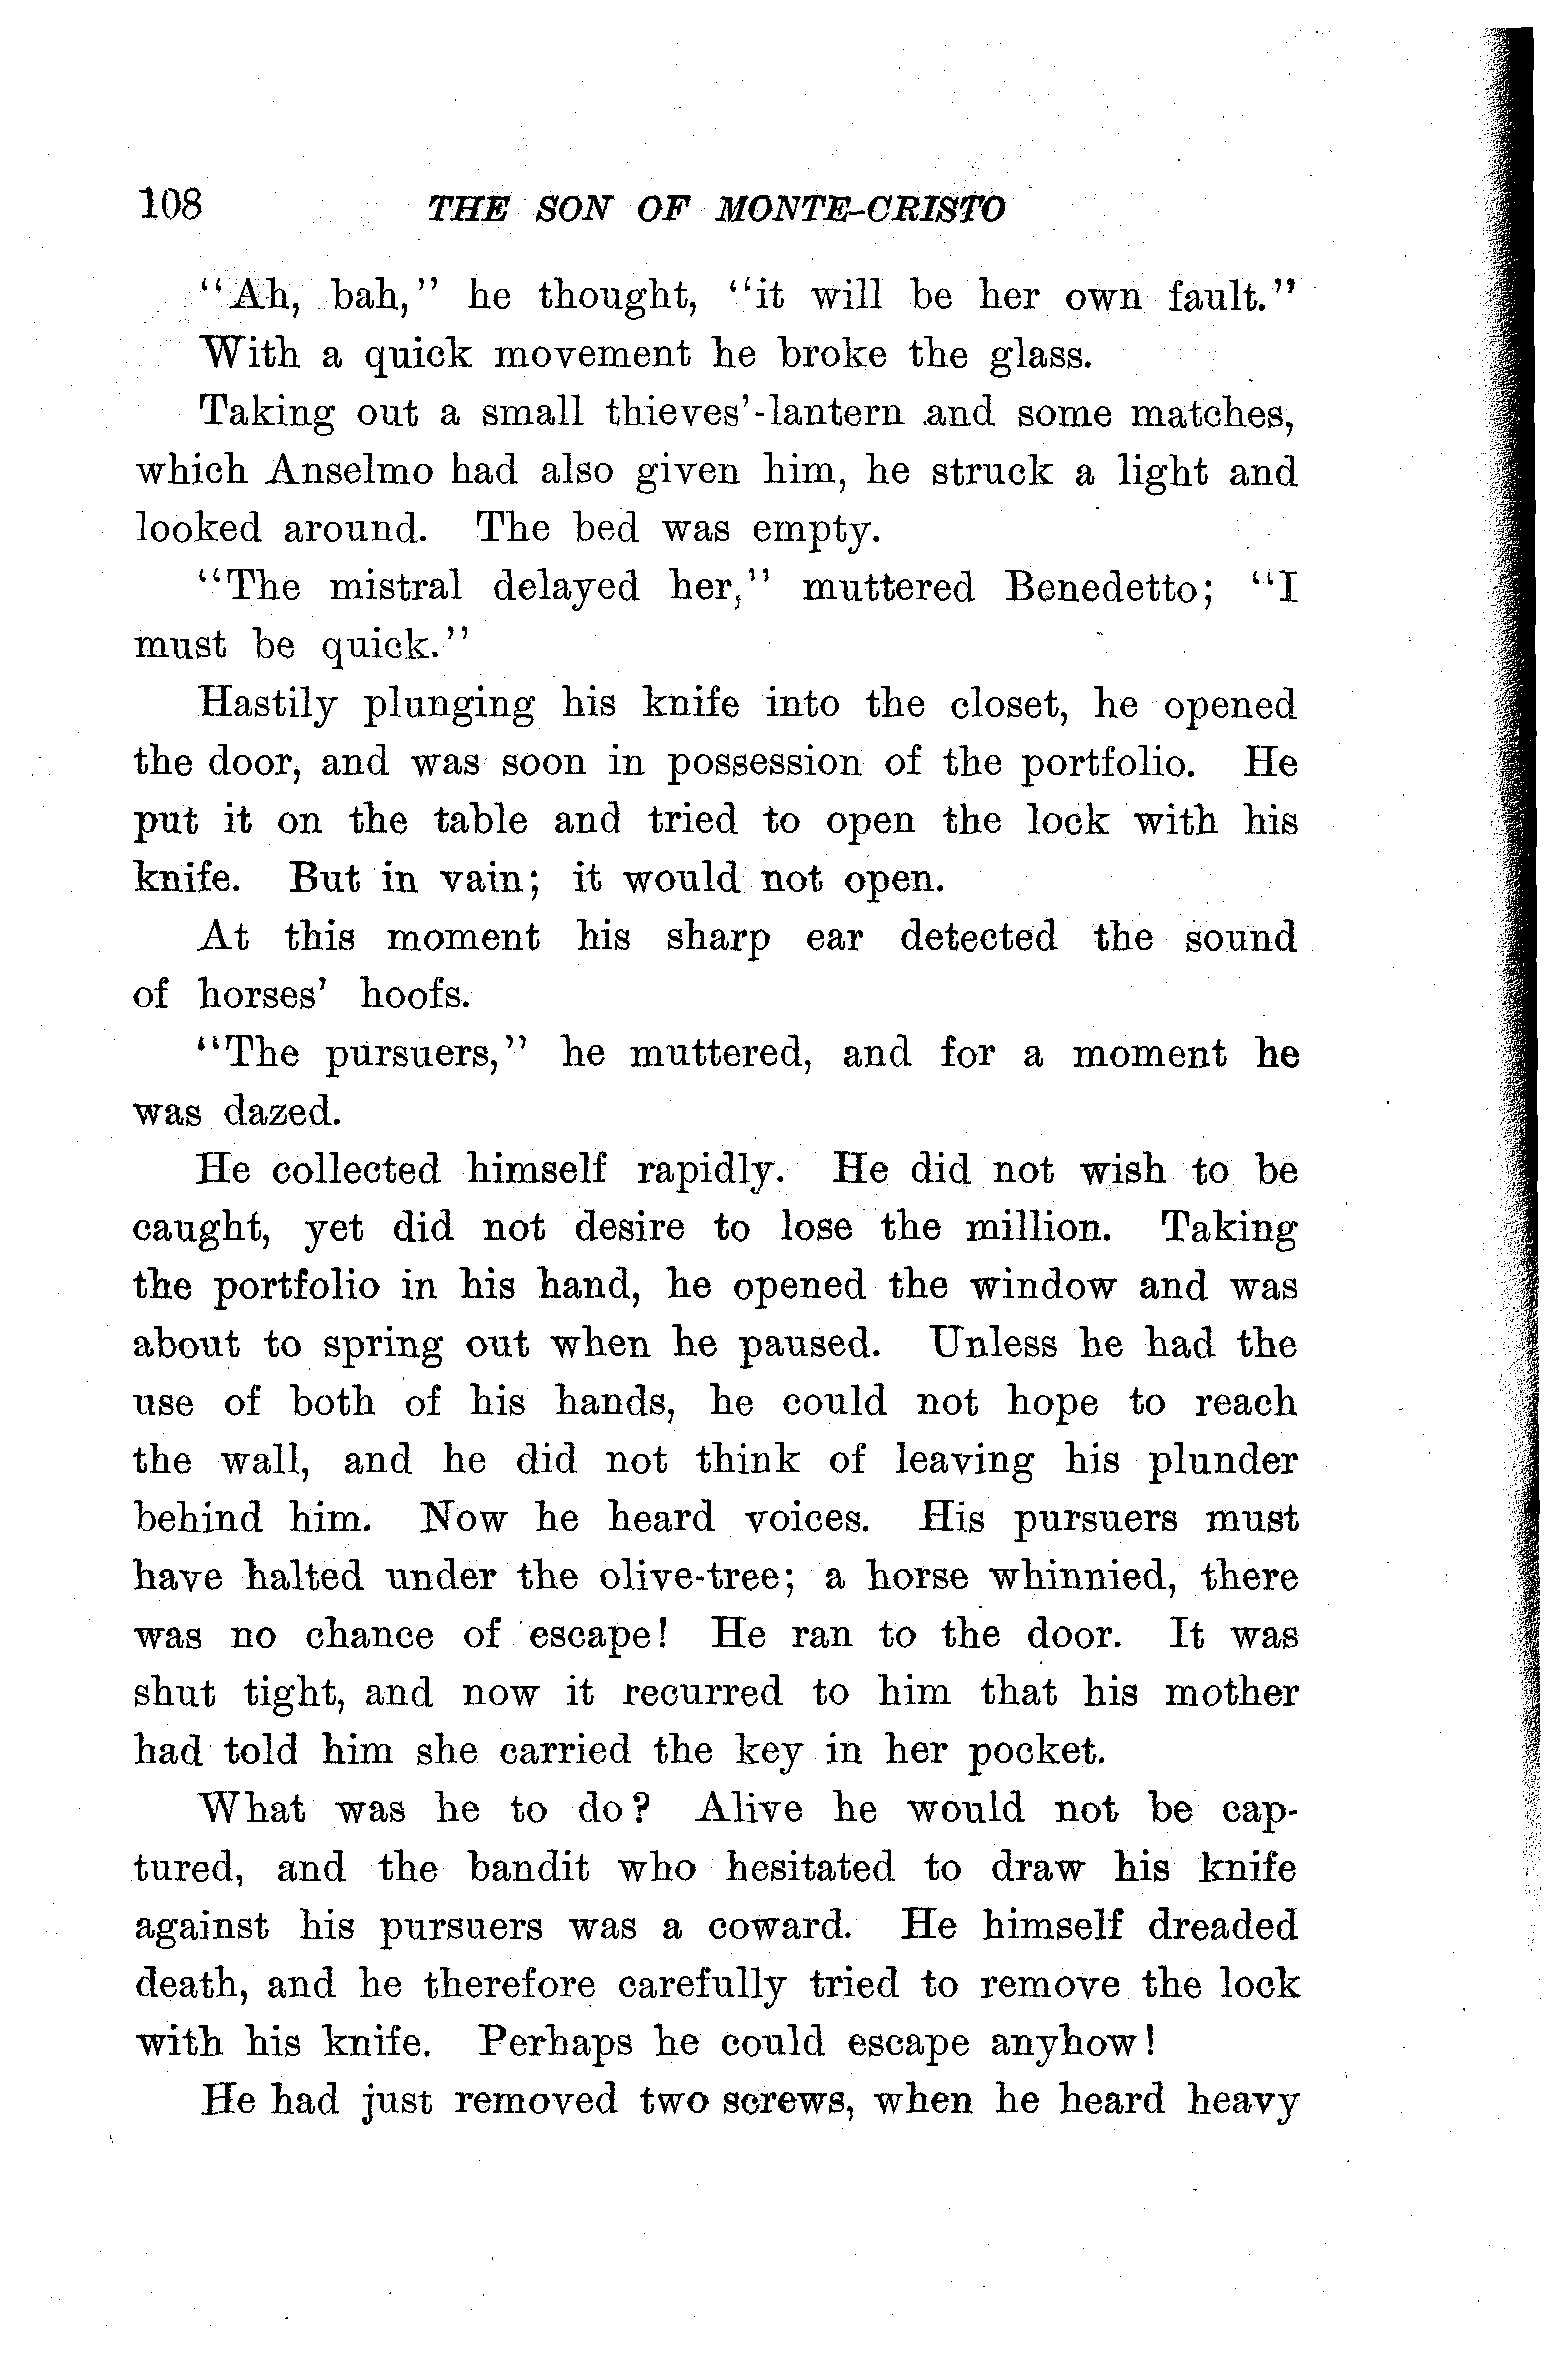 108 THE SON OF MONTE-CRISTO
"Ah, bah," he thought, "it will be her own fault."
With a quick movement he broke the glass.
Taking out a small thieves'-lantern and some matches,
which Anselmo had also given him, he struck a light and
looked around. The bed was empty.
"The mistral delayed her," muttered Benedetto; "I
must be quick."
Hastily plunging his knife into the closet, he opened
the door, and was soon in possession of the portfolio. He
put it on the table and tried to open the lock with his
knife. But in vain; it would not open.
At this moment his sharp ear detected the sound
of horses' hoofs.
"The pursuers," he muttered, and for a moment he
was dazed.
He collected himself rapidly. He did not wish to be
caught, yet did not desire to lose the million. Taking
the portfolio in his hand, he opened the window and was
about to spring out when he paused. Unless he had the
use of both of his hands, he could not hope to reach
the wall, and he did not think of leaving his plunder
behind him. Now he heard voices. His pursuers must
have halted under the olive-tree; a horse whinnied, there
was no chance of escape! He ran to the door. It was
shut tight, and now it recurred to him that his mother
had told him she carried the key in her pocket.
What was he to do? Alive he would not be cap-
tured, and the bandit who hesitated to draw his knife
against his pursuers was a coward. He himself dreaded
death, and he therefore carefully tried to remove the lock
with his knife. Perhaps he could escape anyhow!
He had just removed two screws, when he heard heavy